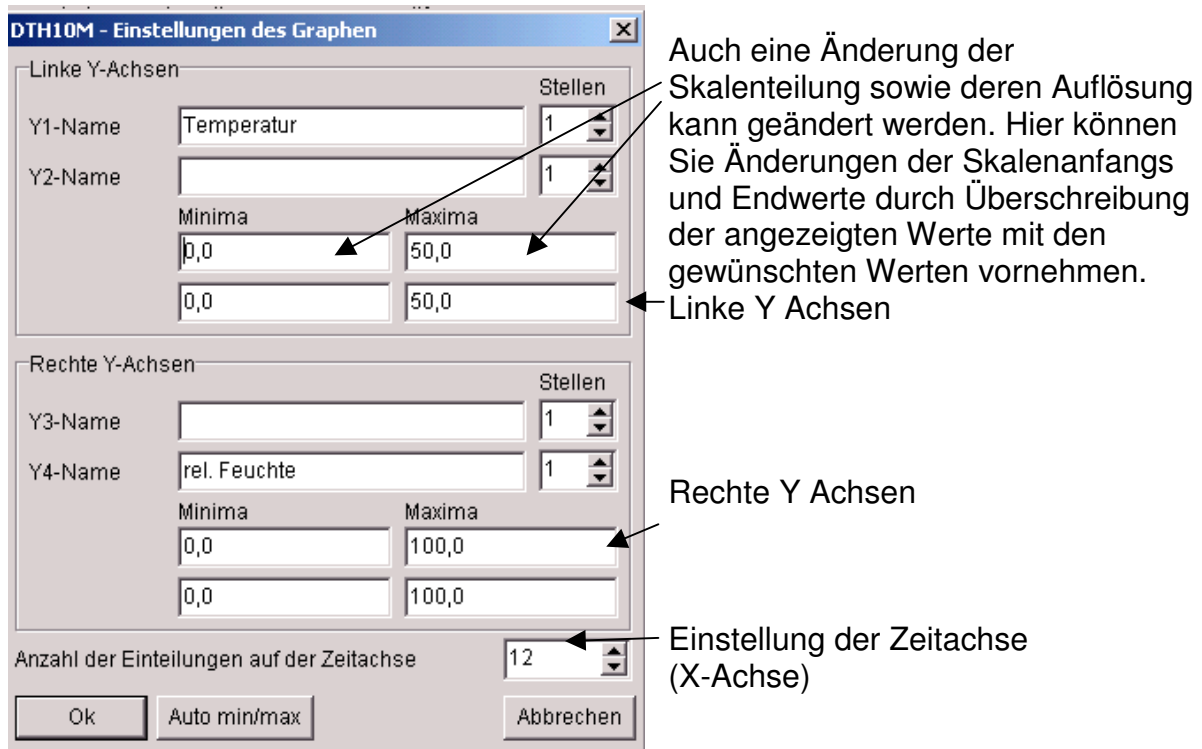 DTH10M - Einstellungen des Graphen
Linke Y-Achsen
Stellen
Y1-Name Temperatur 1
Y2-Name 1
Minima Maxima
0,0 50,0
0,0 50,0
Rechte Y-Achsen
Stellen
Y3-Name 1
Y4-Name rel. Feuchte 1
Minima Maxima
0,0 100,0
0,0 100,0
Anzahl der Einteilungen auf der Zeitachse 12
Ok Auto min/max Abbrechen
Auch eine Änderung der
Skalenteilung sowie deren Auflösung
kann geändert werden. Hier können
Sie Änderungen der Skalenanfangs
und Endwerte durch Überschreibung
der angezeigten Werte mit den
gewünschten Werten vornehmen.
Linke Y Achsen
Rechte Y Achsen
Einstellung der Zeitachse
(X-Achse)